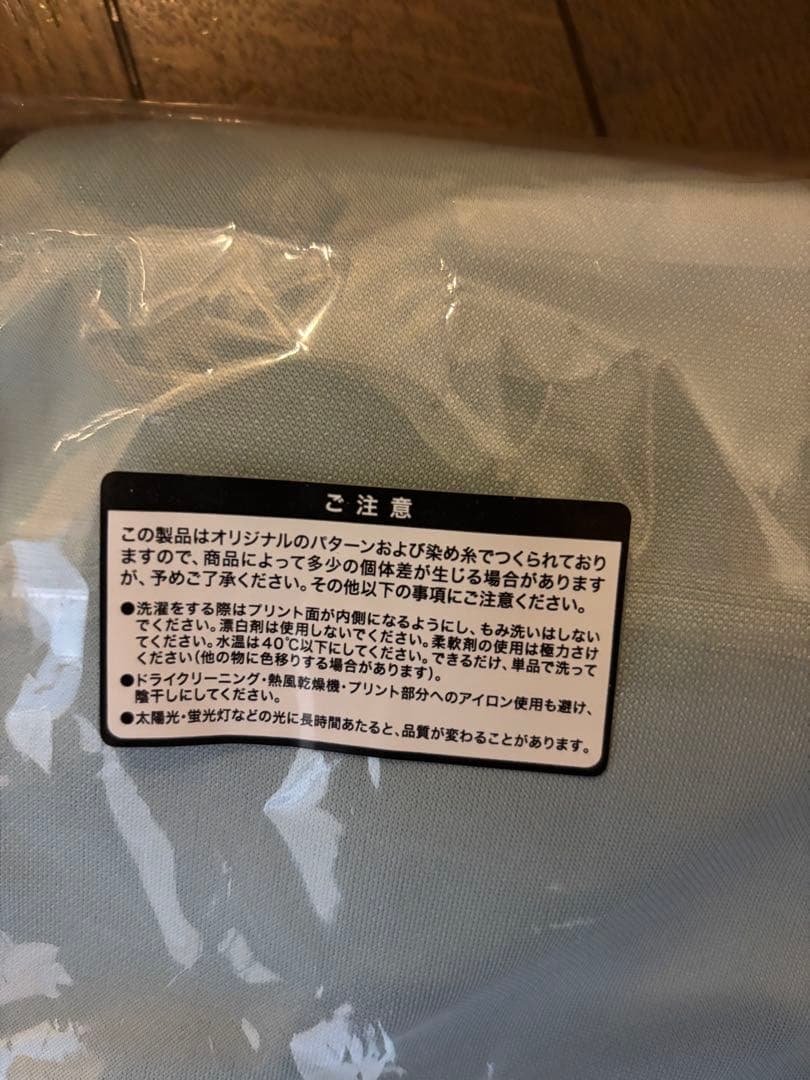 ご注意
この製品はオリジナルのパターンおよび染め糸でつくられており
ますので、商品によって多少の個体差が生じる場合があります
が、予めご了承ください。その他以下の事項にご注意ください。
●洗濯をする際はプリント面が内側になるようにし、もみ洗いはしない
でください。漂白剤は使用しないでください。柔軟剤の使用は極力さけ
てください。水温は40℃以下にしてください。できるだけ、単品で洗って
ください(他の物に色移りする場合があります)。
●ドライクリーニング・熱風乾燥機・プリント部分へのアイロン使用も避け、
陰干しにしてください。
●太陽光・蛍光灯などの光に長時間あたると、品質が変わることがあります。